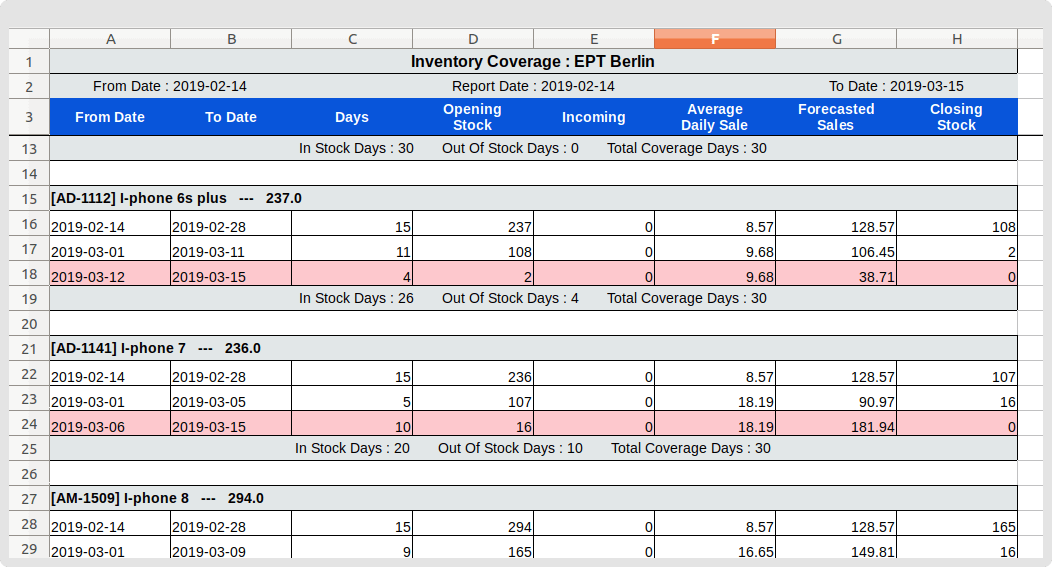 A B C D E F G H
1 Inventory Coverage : EPT Berlin
2 From Date : 2019-02-14 Report Date : 2019-02-14 To Date : 2019-03-15
3 From Date To Date Days Opening Stock Incoming Average Daily Sale Forecasted Sales Closing Stock
13 In Stock Days : 30 Out Of Stock Days : 0 Total Coverage Days : 30
14
15 [AD-1112] I-phone 6s plus --- 237.0
16 2019-02-14 2019-02-28 15 237 0 8.57 128.57 108
17 2019-03-01 2019-03-11 11 108 0 9.68 106.45 2
18 2019-03-12 2019-03-15 4 2 0 9.68 38.71 0
19 In Stock Days : 26 Out Of Stock Days : 4 Total Coverage Days : 30
20
21 [AD-1141] I-phone 7 --- 236.0
22 2019-02-14 2019-02-28 15 236 0 8.57 128.57 107
23 2019-03-01 2019-03-05 5 107 0 18.19 90.97 16
24 2019-03-06 2019-03-15 10 16 0 18.19 181.94 0
25 In Stock Days : 20 Out Of Stock Days : 10 Total Coverage Days : 30
26
27 [AM-1509] I-phone 8 --- 294.0
28 2019-02-14 2019-02-28 15 294 0 8.57 128.57 165
29 2019-03-01 2019-03-09 9 165 0 16.65 149.81 16